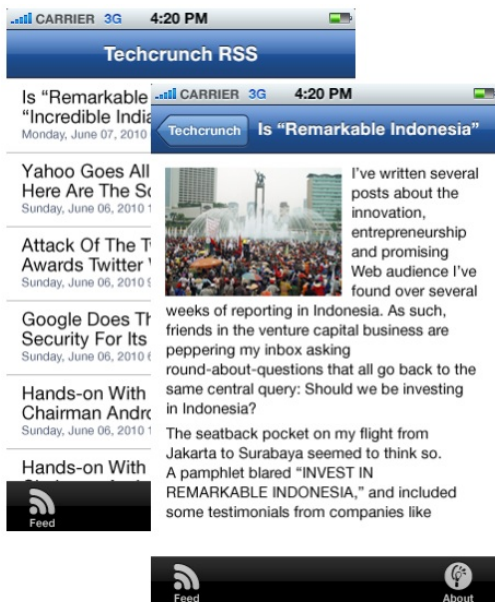 CARRIER 3G 4:20 PM
Techcrunch RSS
Is “Remarkable
“Incredible India
Monday, June 07, 2010
Yahoo Goes All
Here Are The
Sunday, June 06, 2010
Attack Of The
Awards Twitter
Sunday, June 06, 2010
Google Does
Security For Its
Sunday, June 06, 2010
Hands-on With
Chairman
Sunday, June 06, 2010
Hands-on With
Feed
CARRIER 3G 4:20 PM
Techcrunch Is “Remarkable Indonesia”
I’ve written several
posts about the
innovation,
entrepreneurship
and promising
Web audience I’ve
found over several
weeks of reporting in Indonesia. As such,
friends in the venture capital business are
peppering my inbox asking
round-about-questions that all go back to the
same central query: Should we be investing
in Indonesia?
The seatback pocket on my flight from
Jakarta to Surabaya seemed to think so.
A pamphlet blared “INVEST IN
REMARKABLE INDONESIA,” and included
some testimonials from companies like
Feed About